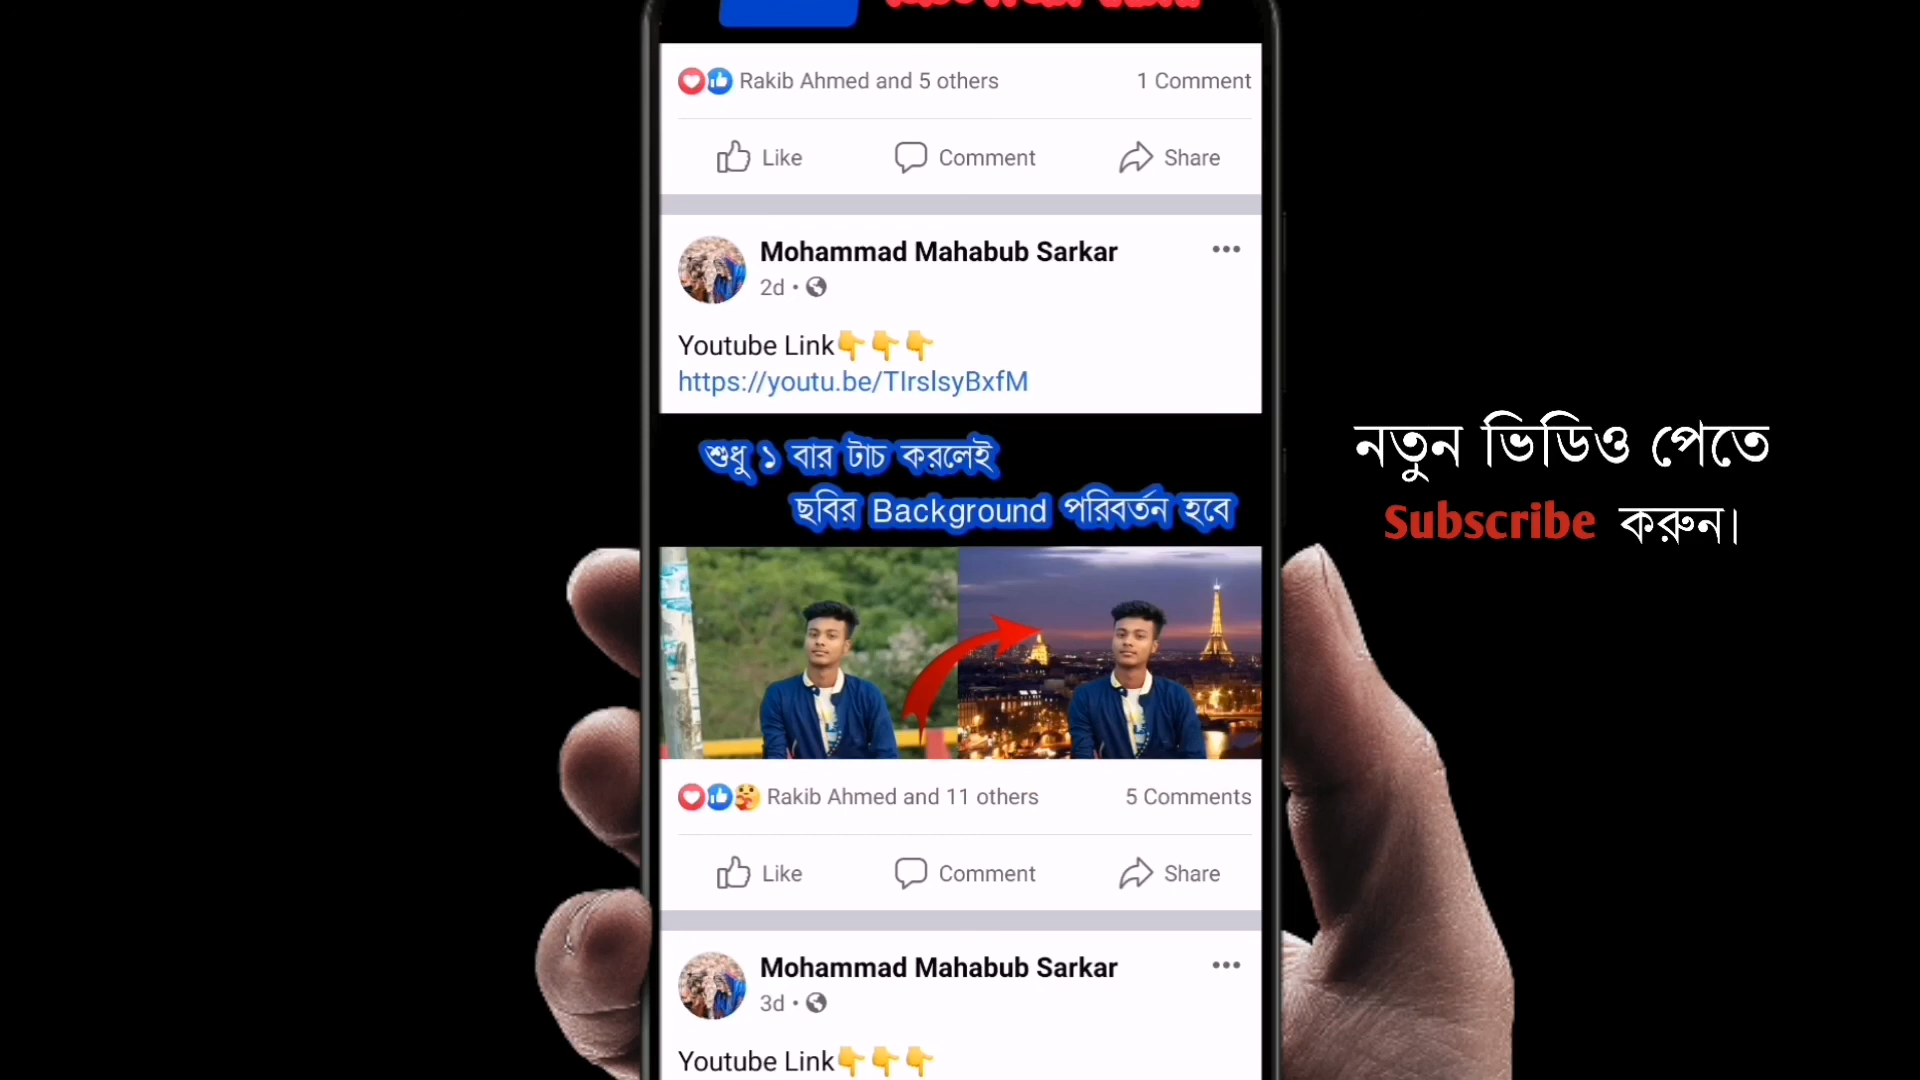 Rakib Ahmed and 5 others 1 Comment
Like Comment Share
Mohammad Mahabub Sarkar
2d
Youtube Link👇👇👇
https://youtu.be/TIrslsyBxfM
শুধু ১ বার টাচ করলেই
ছবির Background পরিবর্তন হবে
নতুন ভিডিও পেতে
Subscribe করুন।
Rakib Ahmed and 11 others 5 Comments
Like Comment Share
Mohammad Mahabub Sarkar
3d
Youtube Link👇👇👇